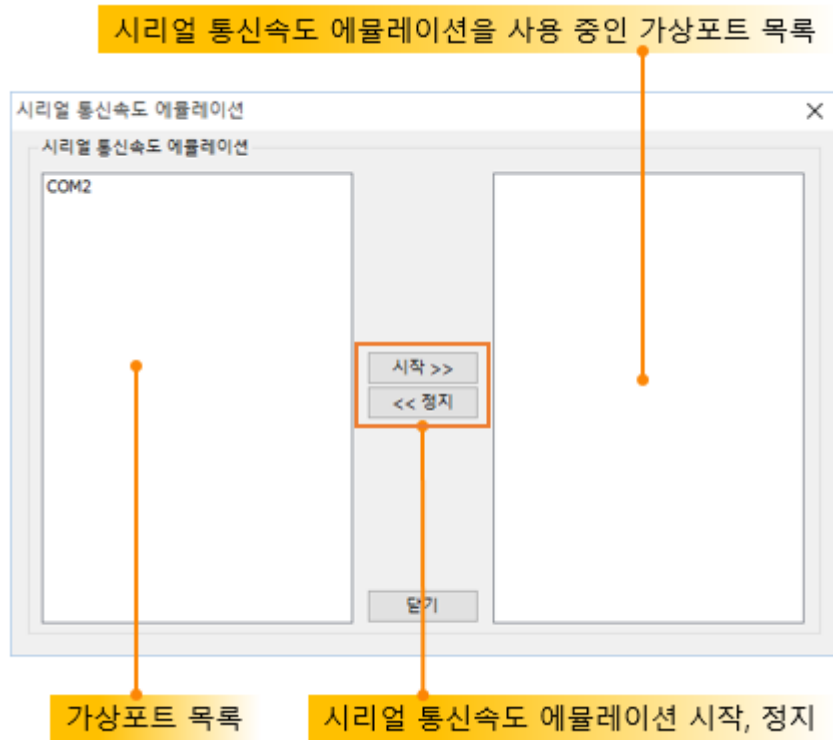 시리얼 통신속도 에뮬레이션을 사용 중인 가상포트 목록
시리얼 통신속도 에뮬레이션
시리얼 통신속도 에뮬레이션
COM2
시작 >>
<< 정지
닫기
가상포트 목록
시리얼 통신속도 에뮬레이션 시작, 정지